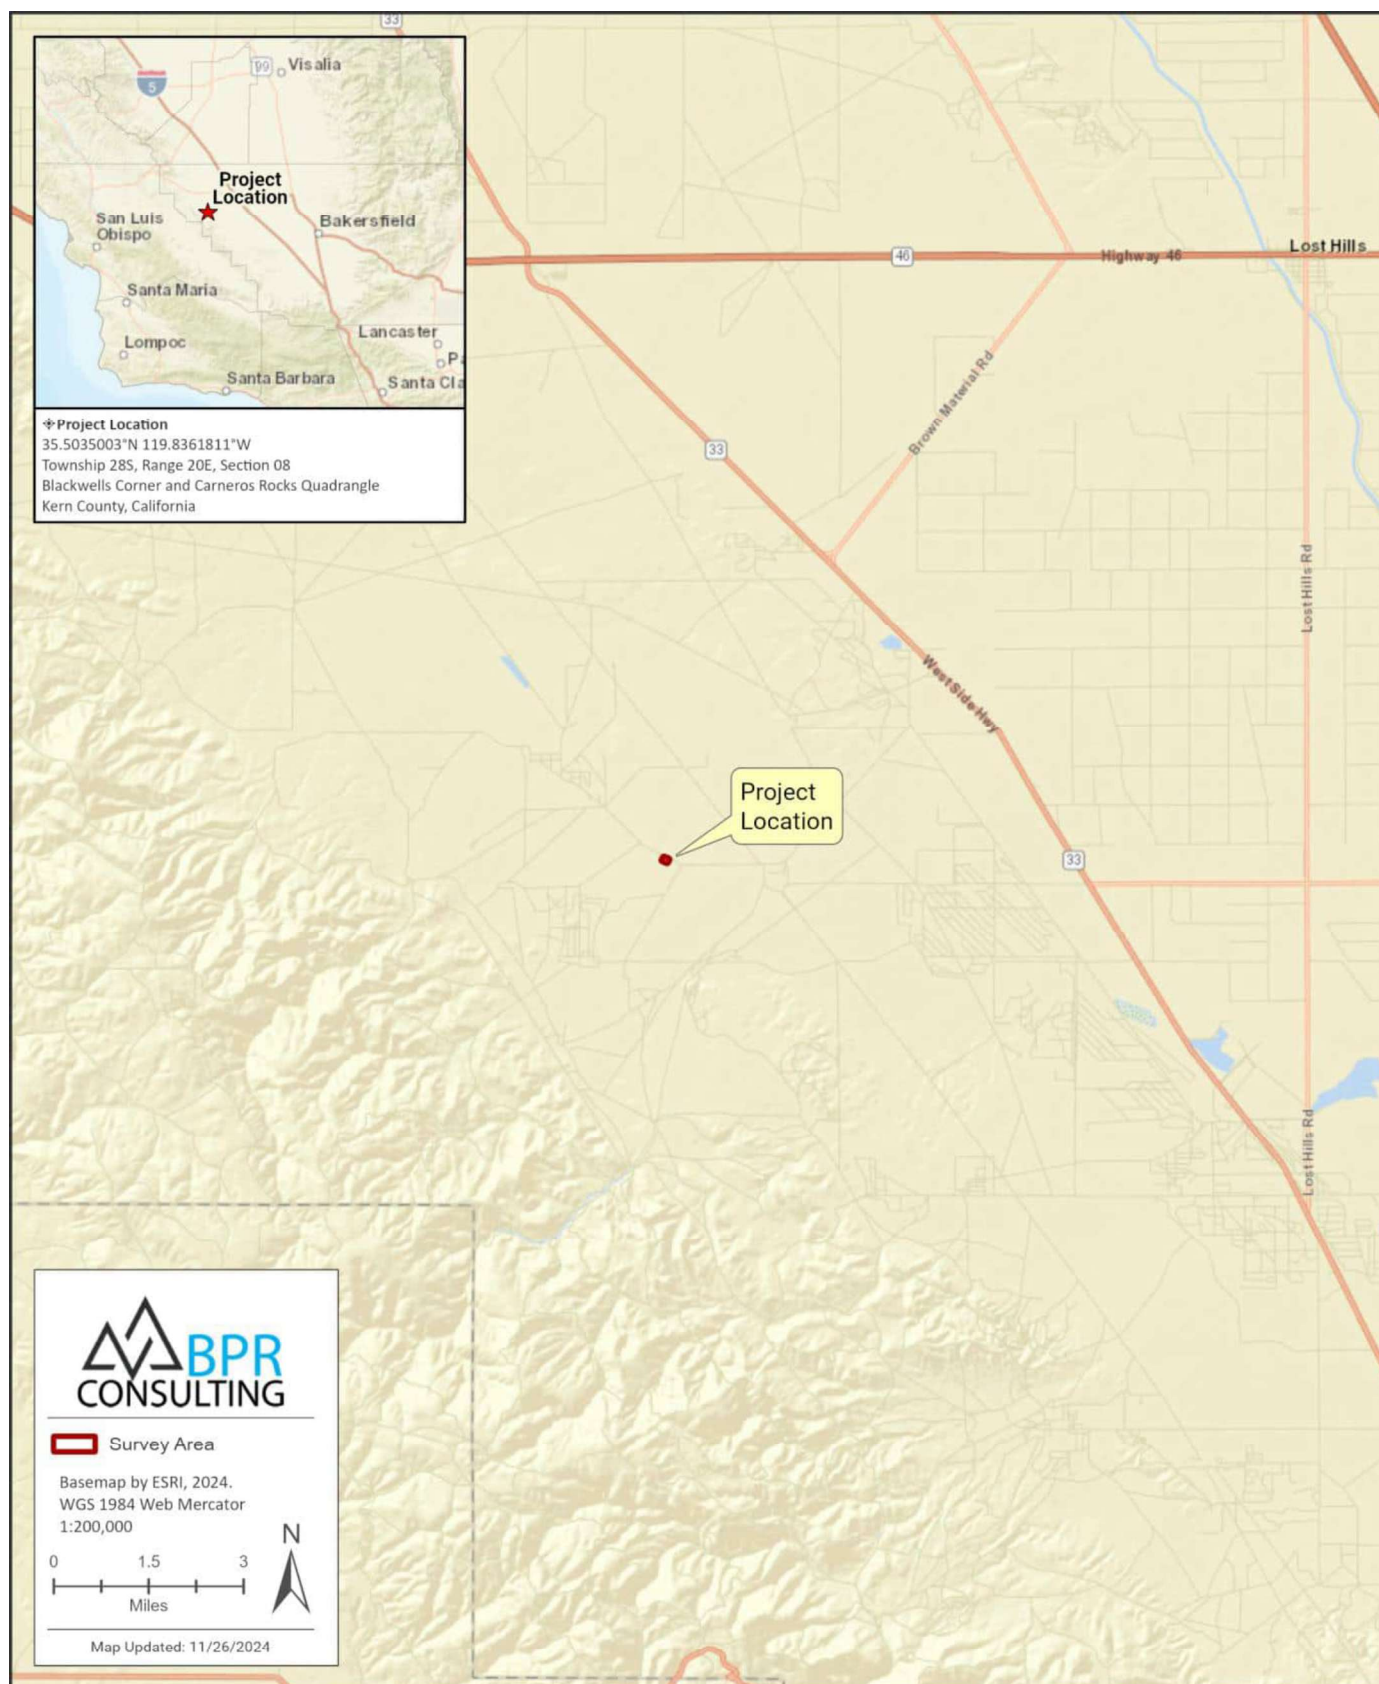 33
5
99
Visalia
Project
Location
San Luis
Obispo
Bakersfield
Santa Maria
Lompoc
Lancaster
Santa Barbara
Project Location
35.5035003°N 119.8361811°W
Township 28S, Range 20E, Section 08
Blackwells Corner and Carneros Rocks Quadrangle
Kern County, California
46
Highway 46
Lost Hills
Brown Material Rd
33
Lost Hills Rd
West Side Hwy
Project
Location
33
Lost Hills Rd
BPR
CONSULTING
Survey Area
Basemap by ESRI, 2024.
WGS 1984 Web Mercator
1:200,000
N
0 1.5 3
Miles
Map Updated: 11/26/2024